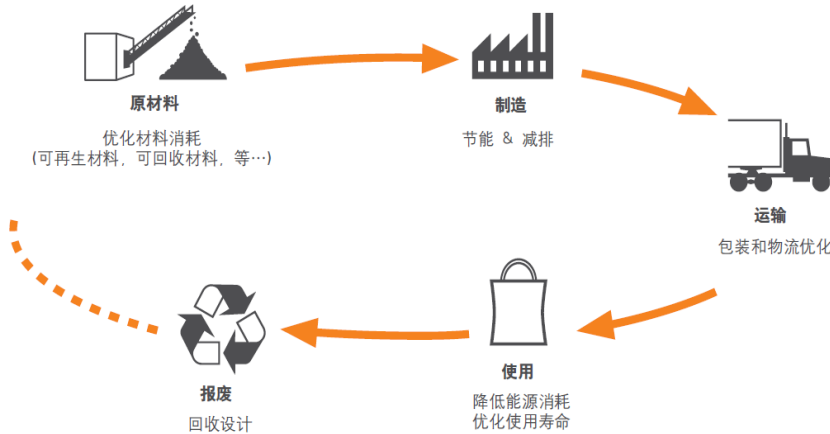 原材料
优化材料消耗
(可再生材料，可回收材料，等…)
制造
节能 & 减排
运输
包装和物流优化
使用
降低能源消耗
优化使用寿命
报废
回收设计